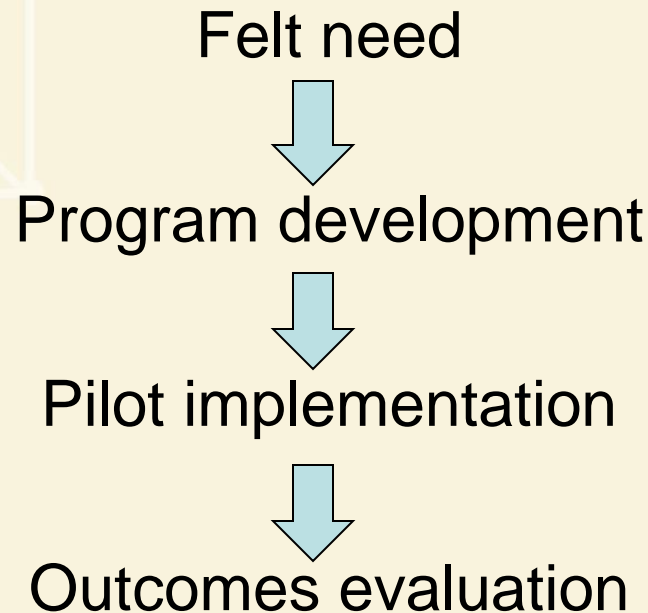 Felt need
Program development
Pilot implementation
Outcomes evaluation